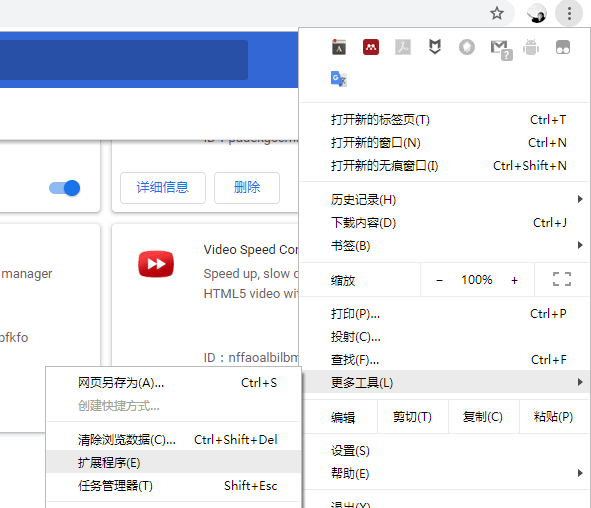 打开新的标签页(T) Ctrl+T
打开新的窗口(N) Ctrl+N
打开新的无痕窗口(I) Ctrl+Shift+N
历史记录(H)
下载内容(D) Ctrl+J
书签(B)
缩放 − 100% +
打印(P)... Ctrl+P
投射(C)...
查找(F)... Ctrl+F
更多工具(L)
编辑 剪切(T) 复制(C) 粘贴(P)
设置(S)
帮助(E)
详细信息 删除
manager
Video Speed Con
Speed up, slow d
HTML5 video wit
ID：nffaoalbilbm
ofkfo
网页另存为(A)... Ctrl+S
创建快捷方式...
清除浏览数据(C)... Ctrl+Shift+Del
扩展程序(E)
任务管理器(T) Shift+Esc